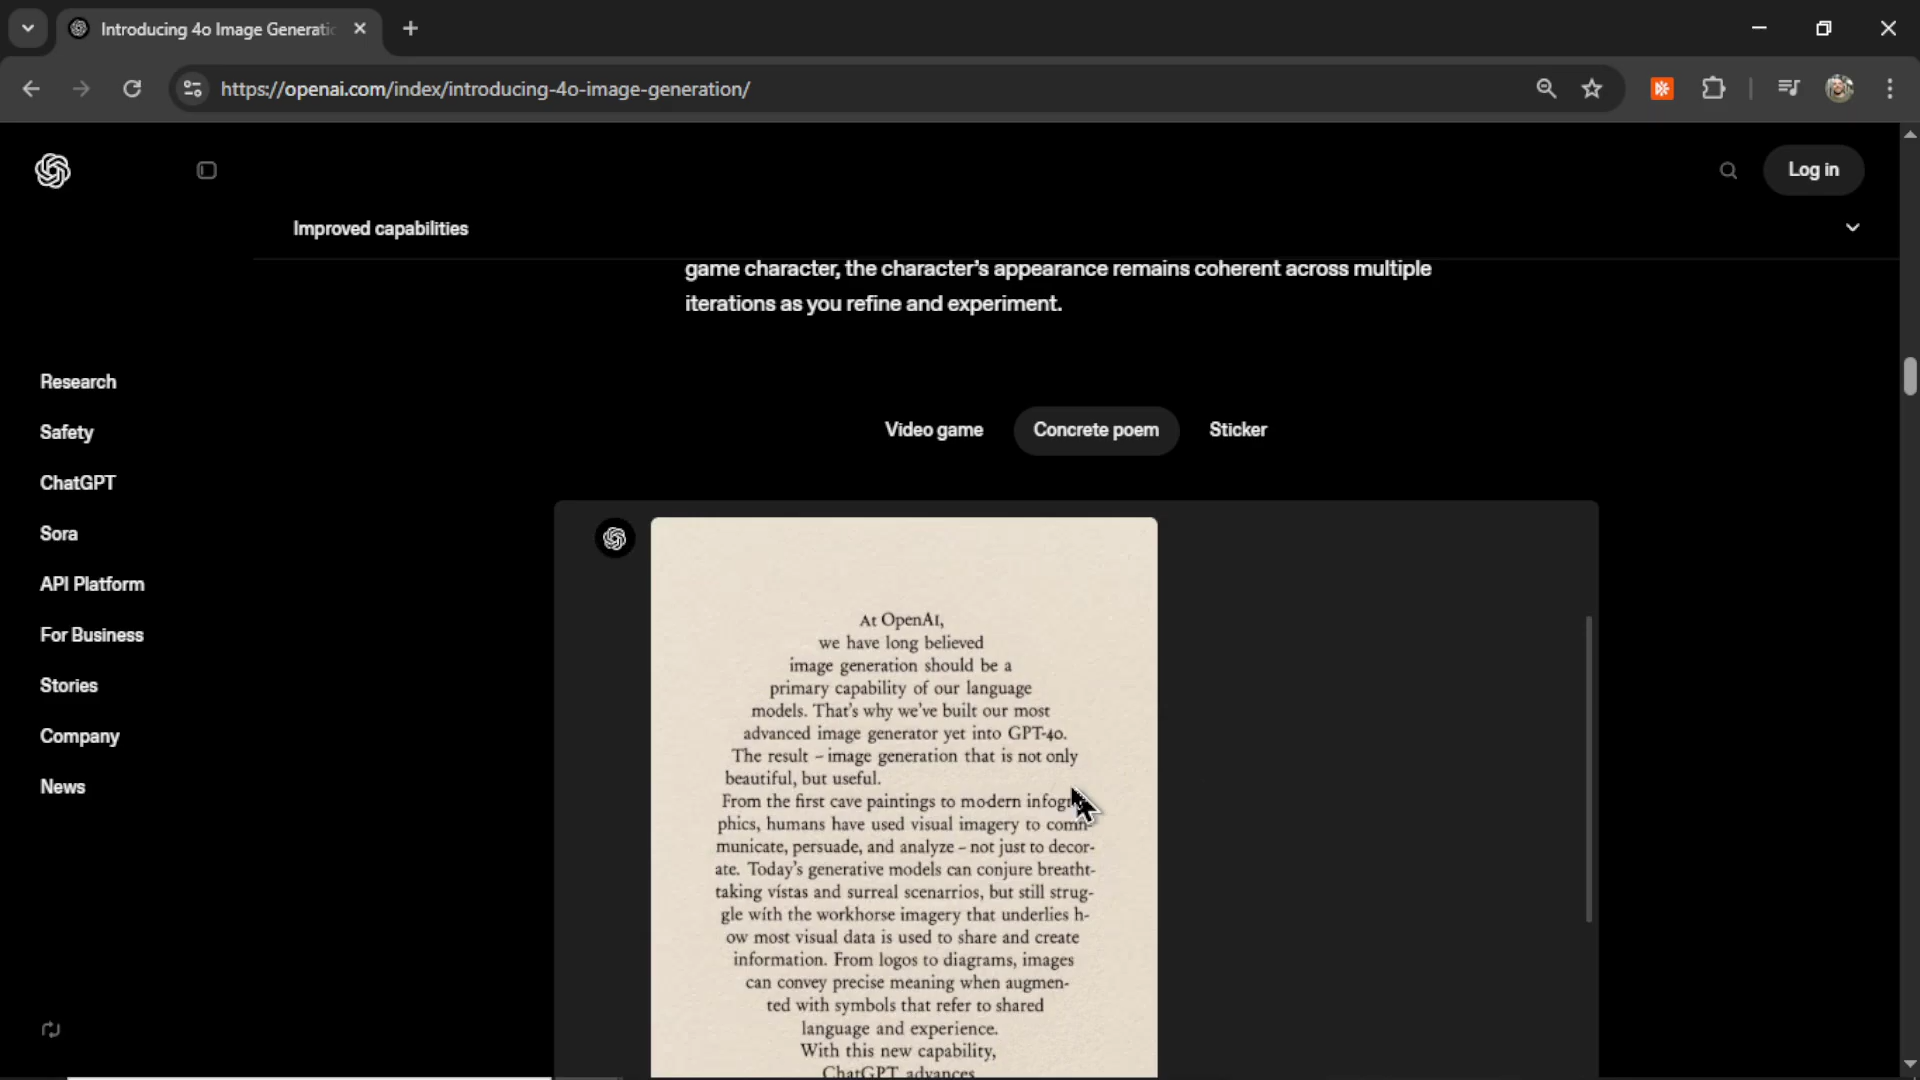 Introducing 4o Image Generatio
https://openai.com/index/introducing-4o-image-generation/
Log in
Improved capabilities
game character, the character's appearance remains coherent across multiple
iterations as you refine and experiment.
Research
Safety
ChatGPT
Sora
API Platform
For Business
Stories
Company
News
Video game
Concrete poem
Sticker
At OpenAI,
we have long believed
image generation should be a
primary capability of our language
models. That's why we've built our most
advanced image generator yet into GPT-4o.
The result – image generation that is not only
beautiful, but useful.
From the first cave paintings to modern infogr
phics, humans have used visual imagery to comn-
municate, persuade, and analyze – not just to decor-
ate. Today's generative models can conjure breatht-
taking vistas and surreal scenarrios, but still strug-
gle with the workhorse imagery that underlies h-
ow most visual data is used to share and create
information. From logos to diagrams, images
can convey precise meaning when augmen-
ted with symbols that refer to shared
language and experience.
With this new capability,
ChatGPT advances